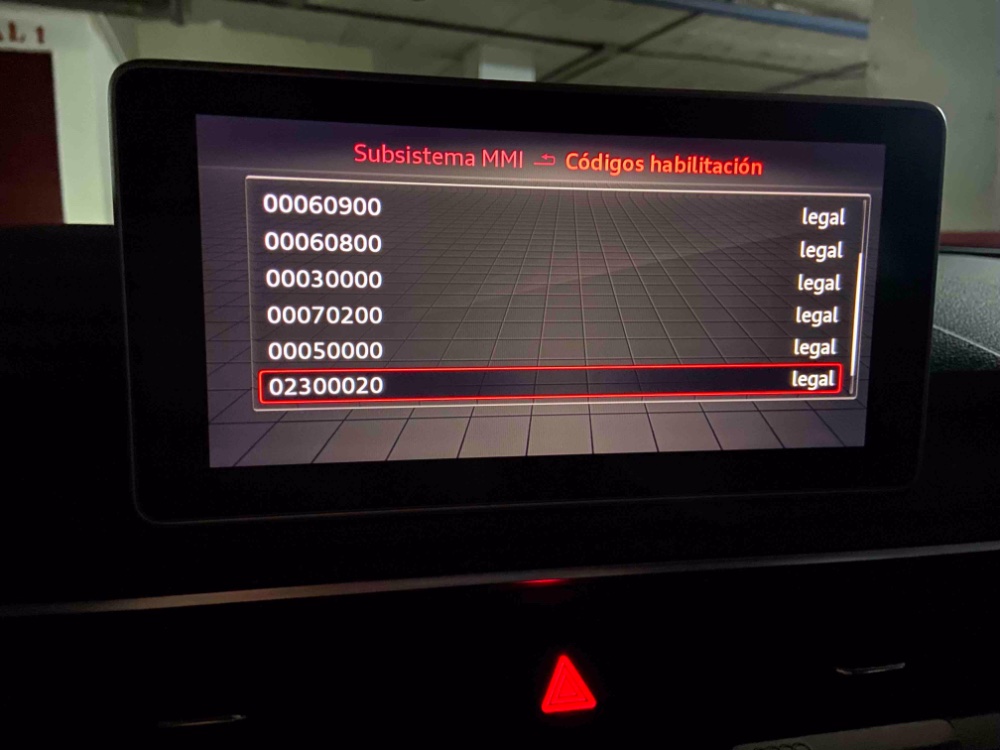 Subsistema MMI Códigos habilitación
00060900 legal
00060800 legal
00030000 legal
00070200 legal
00050000 legal
02300020 legal